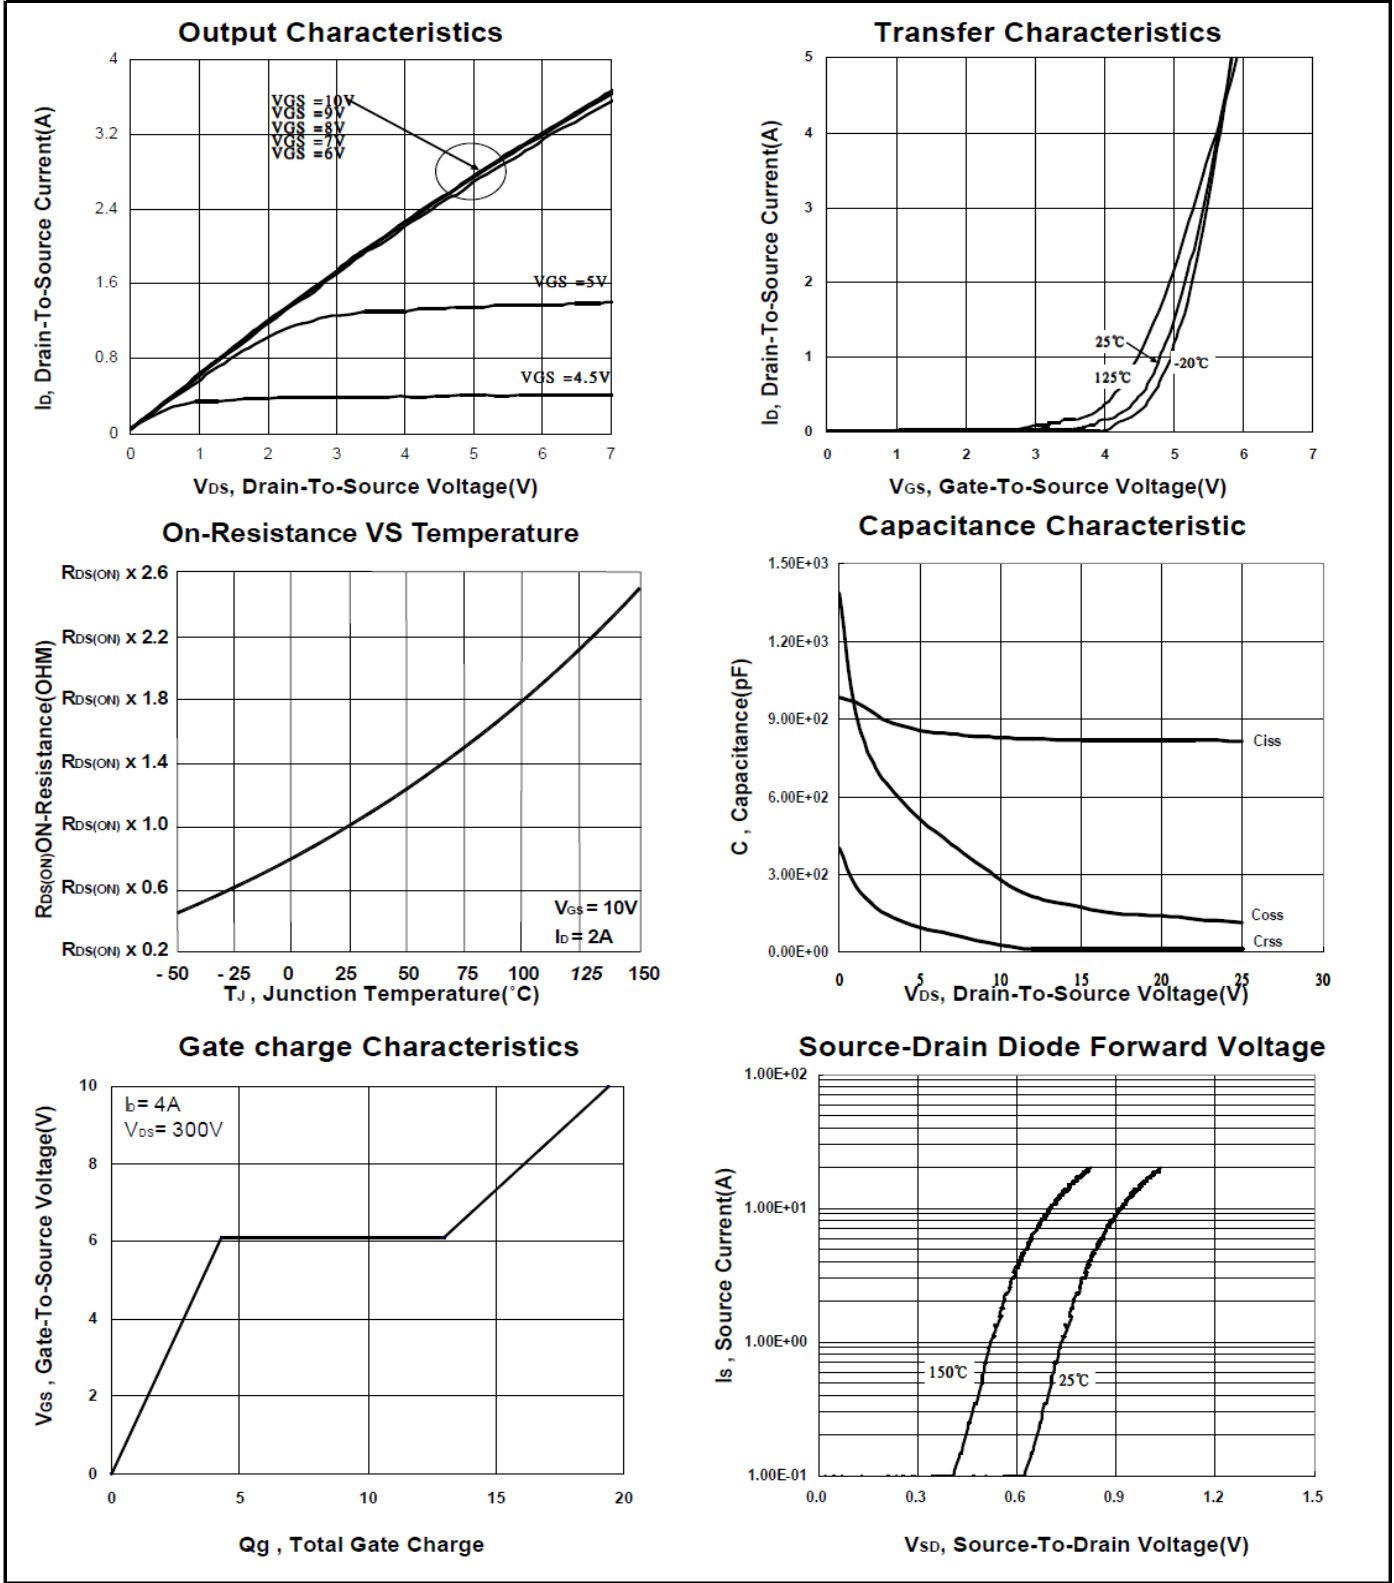 Output Characteristics
ID, Drain-To-Source Current(A)
4
3.2
2.4
1.6
0.8
0
VGS =10V
VGS =9V
VGS =8V
VGS =7V
VGS =6V
VGS =5V
VGS =4.5V
0 1 2 3 4 5 6 7
VDS, Drain-To-Source Voltage(V)
Transfer Characteristics
ID, Drain-To-Source Current(A)
5
4
3
2
1
0
25℃
125℃
-20℃
0 1 2 3 4 5 6 7
VGS, Gate-To-Source Voltage(V)
On-Resistance VS Temperature
RDS(ON)ON-Resistance(OHM)
RDS(ON) x 2.6
RDS(ON) x 2.2
RDS(ON) x 1.8
RDS(ON) x 1.4
RDS(ON) x 1.0
RDS(ON) x 0.6
RDS(ON) x 0.2
VGS = 10V
ID = 2A
- 50 - 25 0 25 50 75 100 125 150
TJ , Junction Temperature(°C)
Capacitance Characteristic
C , Capacitance(pF)
1.50E+03
1.20E+03
9.00E+02
6.00E+02
3.00E+02
0.00E+00
Ciss
Coss
Crss
0 5 10 15 20 25 30
VDS, Drain-To-Source Voltage(V)
Gate charge Characteristics
VGS , Gate-To-Source Voltage(V)
10
8
6
4
2
0
ID= 4A
VDS= 300V
0 5 10 15 20
Qg , Total Gate Charge
Source-Drain Diode Forward Voltage
IS , Source Current(A)
1.00E+02
1.00E+01
1.00E+00
1.00E-01
150℃
25℃
0.0 0.3 0.6 0.9 1.2 1.5
VSD, Source-To-Drain Voltage(V)